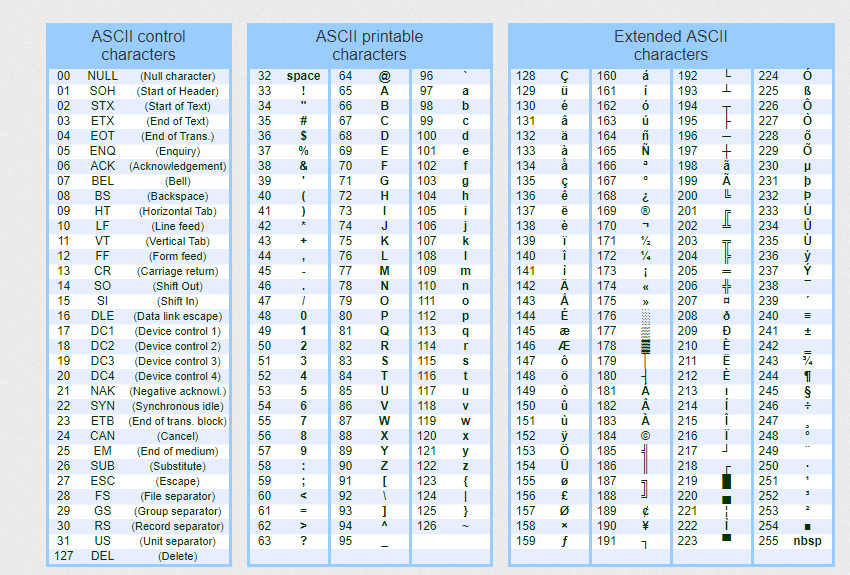 ASCII control
characters
00 NULL (Null character)
01 SOH (Start of Header)
02 STX (Start of Text)
03 ETX (End of Text)
04 EOT (End of Trans.)
05 ENQ (Enquiry)
06 ACK (Acknowledgement)
07 BEL (Bell)
08 BS (Backspace)
09 HT (Horizontal Tab)
10 LF (Line feed)
11 VT (Vertical Tab)
12 FF (Form feed)
13 CR (Carriage return)
14 SO (Shift Out)
15 SI (Shift In)
16 DLE (Data link escape)
17 DC1 (Device control 1)
18 DC2 (Device control 2)
19 DC3 (Device control 3)
20 DC4 (Device control 4)
21 NAK (Negative acknowl.)
22 SYN (Synchronous idle)
23 ETB (End of trans. block)
24 CAN (Cancel)
25 EM (End of medium)
26 SUB (Substitute)
27 ESC (Escape)
28 FS (File separator)
29 GS (Group separator)
30 RS (Record separator)
31 US (Unit separator)
127 DEL (Delete)
ASCII printable
characters
32 space 64 @ 96 `
33 ! 65 A 97 a
34 " 66 B 98 b
35 # 67 C 99 c
36 $ 68 D 100 d
37 % 69 E 101 e
38 & 70 F 102 f
39 ' 71 G 103 g
40 ( 72 H 104 h
41 ) 73 I 105 i
42 * 74 J 106 j
43 + 75 K 107 k
44 , 76 L 108 l
45 - 77 M 109 m
46 . 78 N 110 n
47 / 79 O 111 o
48 0 80 P 112 p
49 1 81 Q 113 q
50 2 82 R 114 r
51 3 83 S 115 s
52 4 84 T 116 t
53 5 85 U 117 u
54 6 86 V 118 v
55 7 87 W 119 w
56 8 88 X 120 x
57 9 89 Y 121 y
58 : 90 Z 122 z
59 ; 91 [ 123 {
60 < 92 \ 124 |
61 = 93 ] 125 }
62 > 94 ^ 126 ~
63 ? 95 _
Extended ASCII
characters
128 Ç 160 á 192 └ 224 Ó
129 ü 161 í 193 ┴ 225 ß
130 é 162 ó 194 ┬ 226 Ô
131 â 163 ú 195 ├ 227 Ò
132 ä 164 ñ 196 ─ 228 õ
133 à 165 Ñ 197 ┼ 229 Õ
134 å 166 ª 198 ã 230 µ
135 ç 167 º 199 Ã 231 þ
136 ê 168 ¿ 200 ╚ 232 Þ
137 ë 169 ® 201 ╔ 233 Ú
138 è 170 ¬ 202 ╩ 234 Û
139 ï 171 ½ 203 ╦ 235 Ù
140 î 172 ¼ 204 ╠ 236 ý
141 ì 173 ¡ 205 ═ 237 Ý
142 Ä 174 « 206 ╬ 238 ¯
143 Å 175 » 207 ¤ 239 ´
144 É 176 ░ 208 ð 240 ≡
145 æ 177 ▒ 209 Ð 241 ±
146 Æ 178 ▓ 210 Ê 242 ‗
147 ô 179 │ 211 Ë 243 ¾
148 ö 180 ┤ 212 È 244 ¶
149 ò 181 Á 213 ı 245 §
150 û 182 Â 214 Í 246 ÷
151 ù 183 À 215 Î 247 ¸
152 ÿ 184 © 216 Ï 248 °
153 Ö 185 ╣ 217 ┘ 249 ¨
154 Ü 186 ║ 218 ┌ 250 ·
155 ø 187 ╗ 219 █ 251 ¹
156 £ 188 ╝ 220 ▄ 252 ³
157 Ø 189 ¢ 221 ¦ 253 ²
158 × 190 ¥ 222 Ì 254 ■
159 ƒ 191 ┐ 223 ▀ 255 nbsp